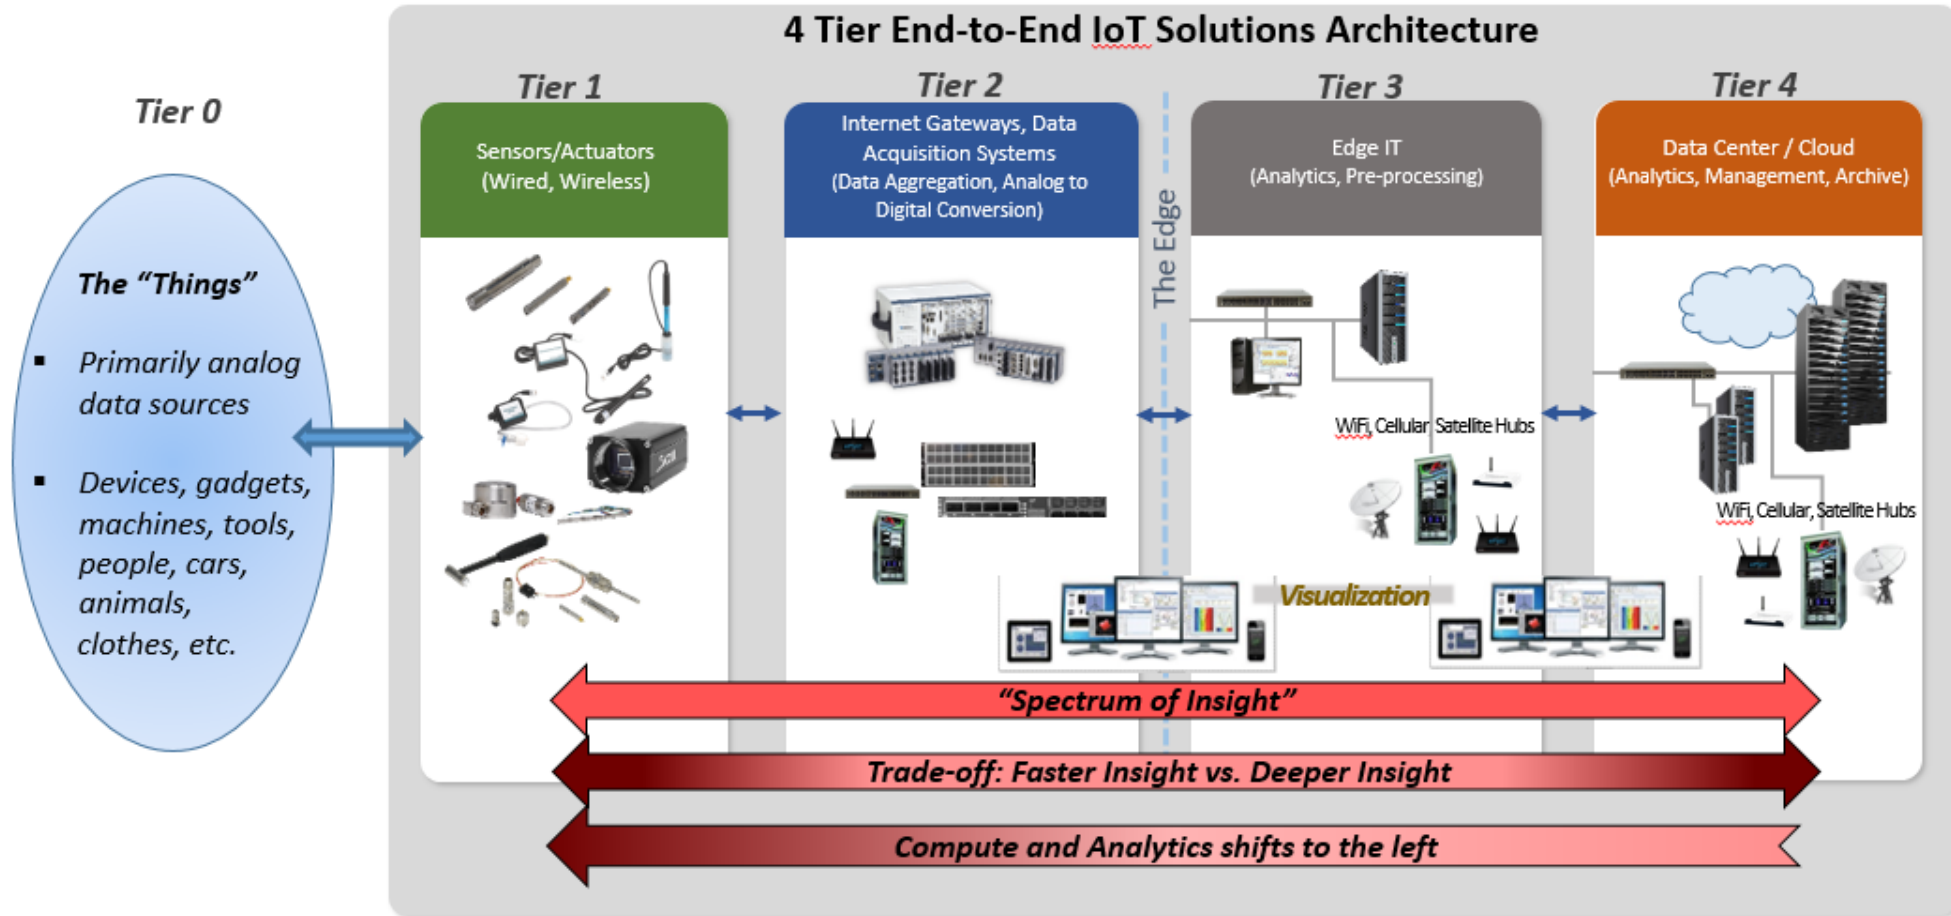 4 Tier End-to-End IoT Solutions Architecture
Tier 0
Tier 1
Tier 2
Tier 3
Tier 4
The “Things”
▪ Primarily analog
data sources
▪ Devices, gadgets,
machines, tools,
people, cars,
animals,
clothes, etc.
Sensors/Actuators
(Wired, Wireless)
Internet Gateways, Data
Acquisition Systems
(Data Aggregation, Analog to
Digital Conversion)
The Edge
Edge IT
(Analytics, Pre-processing)
Data Center / Cloud
(Analytics, Management, Archive)
WiFi, Cellular, Satellite Hubs
WiFi, Cellular, Satellite Hubs
Visualization
“Spectrum of Insight”
Trade-off: Faster Insight vs. Deeper Insight
Compute and Analytics shifts to the left